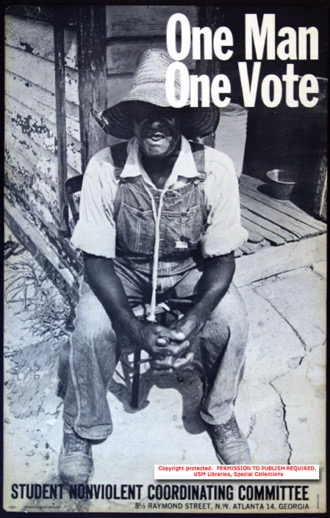 One Man
One Vote
Copyright protected. PERMISSION TO PUBLISH REQUIRED.
USM Libraries, Special Collections
STUDENT NONVIOLENT COORDINATING COMMITTEE
8½ RAYMOND STREET, N.W. ATLANTA 14, GEORGIA